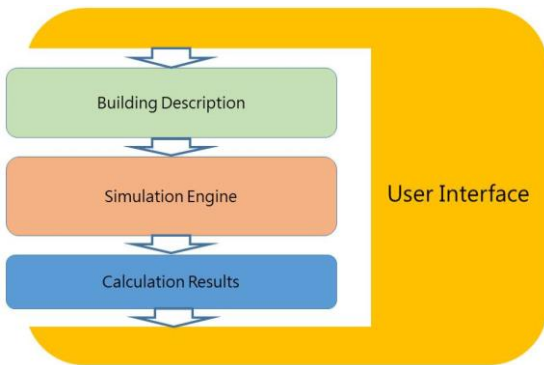 Building Description
Simulation Engine
User Interface
Calculation Results